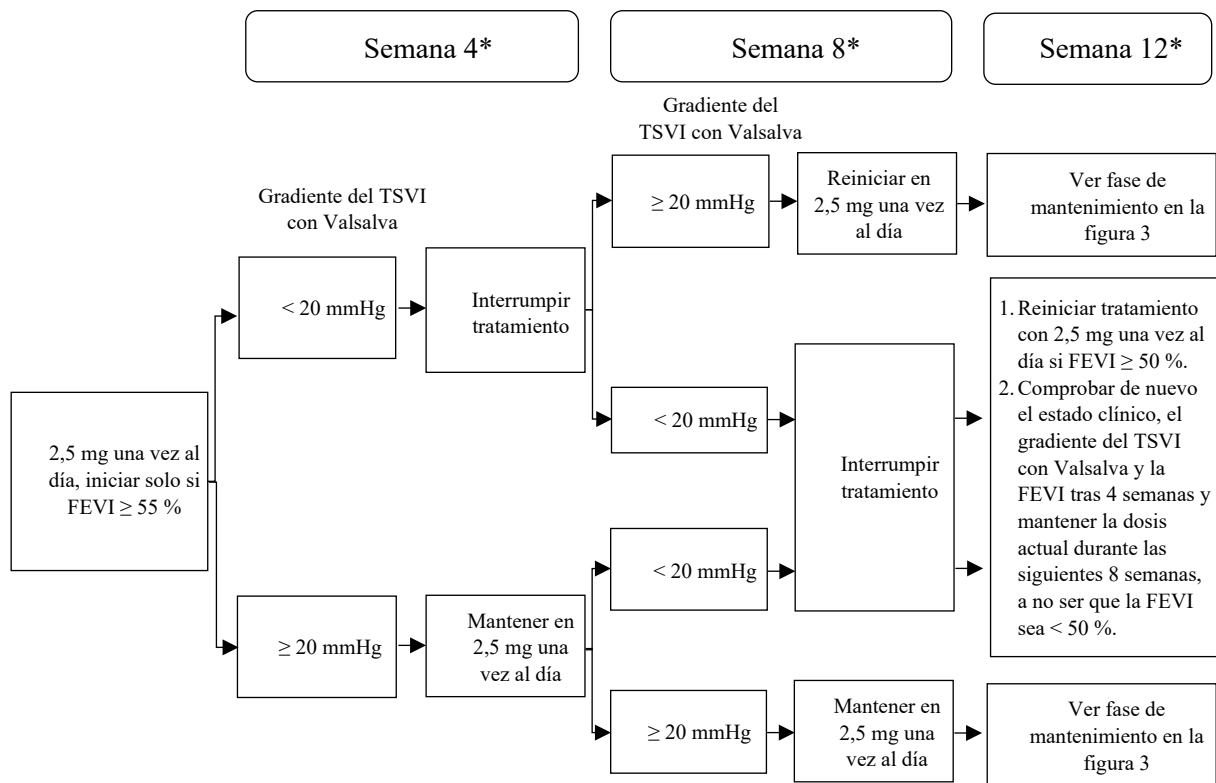 Semana 4*
Semana 8*
Semana 12*
Gradiente del
TSVI con Valsalva
Gradiente del TSVI
con Valsalva
≥ 20 mmHg
Reiniciar en
2,5 mg una vez
al día
Ver fase de
mantenimiento en la
figura 3
< 20 mmHg
Interrumpir
tratamiento
2,5 mg una vez al
día, iniciar solo si
FEVI ≥ 55 %
< 20 mmHg
Interrumpir
tratamiento
1. Reiniciar tratamiento
con 2,5 mg una vez al
día si FEVI ≥ 50 %.
2. Comprobar de nuevo
el estado clínico, el
gradiente del TSVI
con Valsalva y la
FEVI tras 4 semanas y
mantener la dosis
actual durante las
siguientes 8 semanas,
a no ser que la FEVI
sea < 50 %.
< 20 mmHg
≥ 20 mmHg
Mantener en
2,5 mg una
vez al día
≥ 20 mmHg
Mantener en
2,5 mg una
vez al día
Ver fase de
mantenimiento en la
figura 3